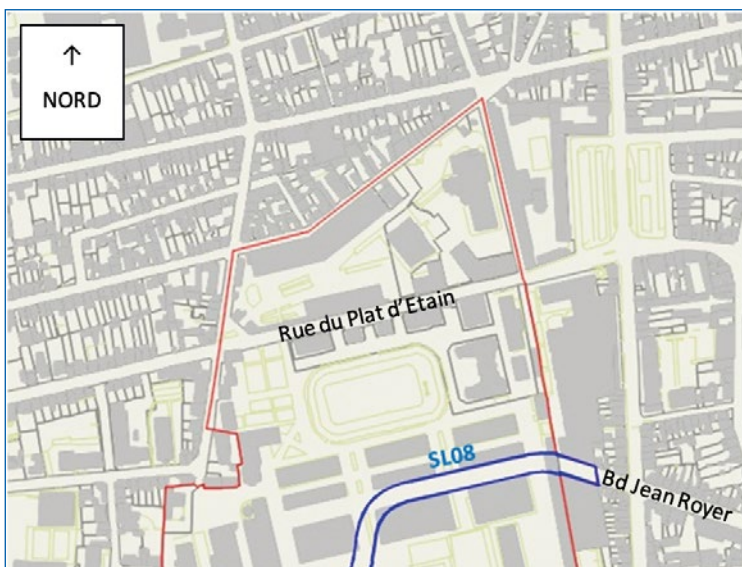 ↑
NORD
Rue du Plat d'Etain
SL08
Bd Jean Royer